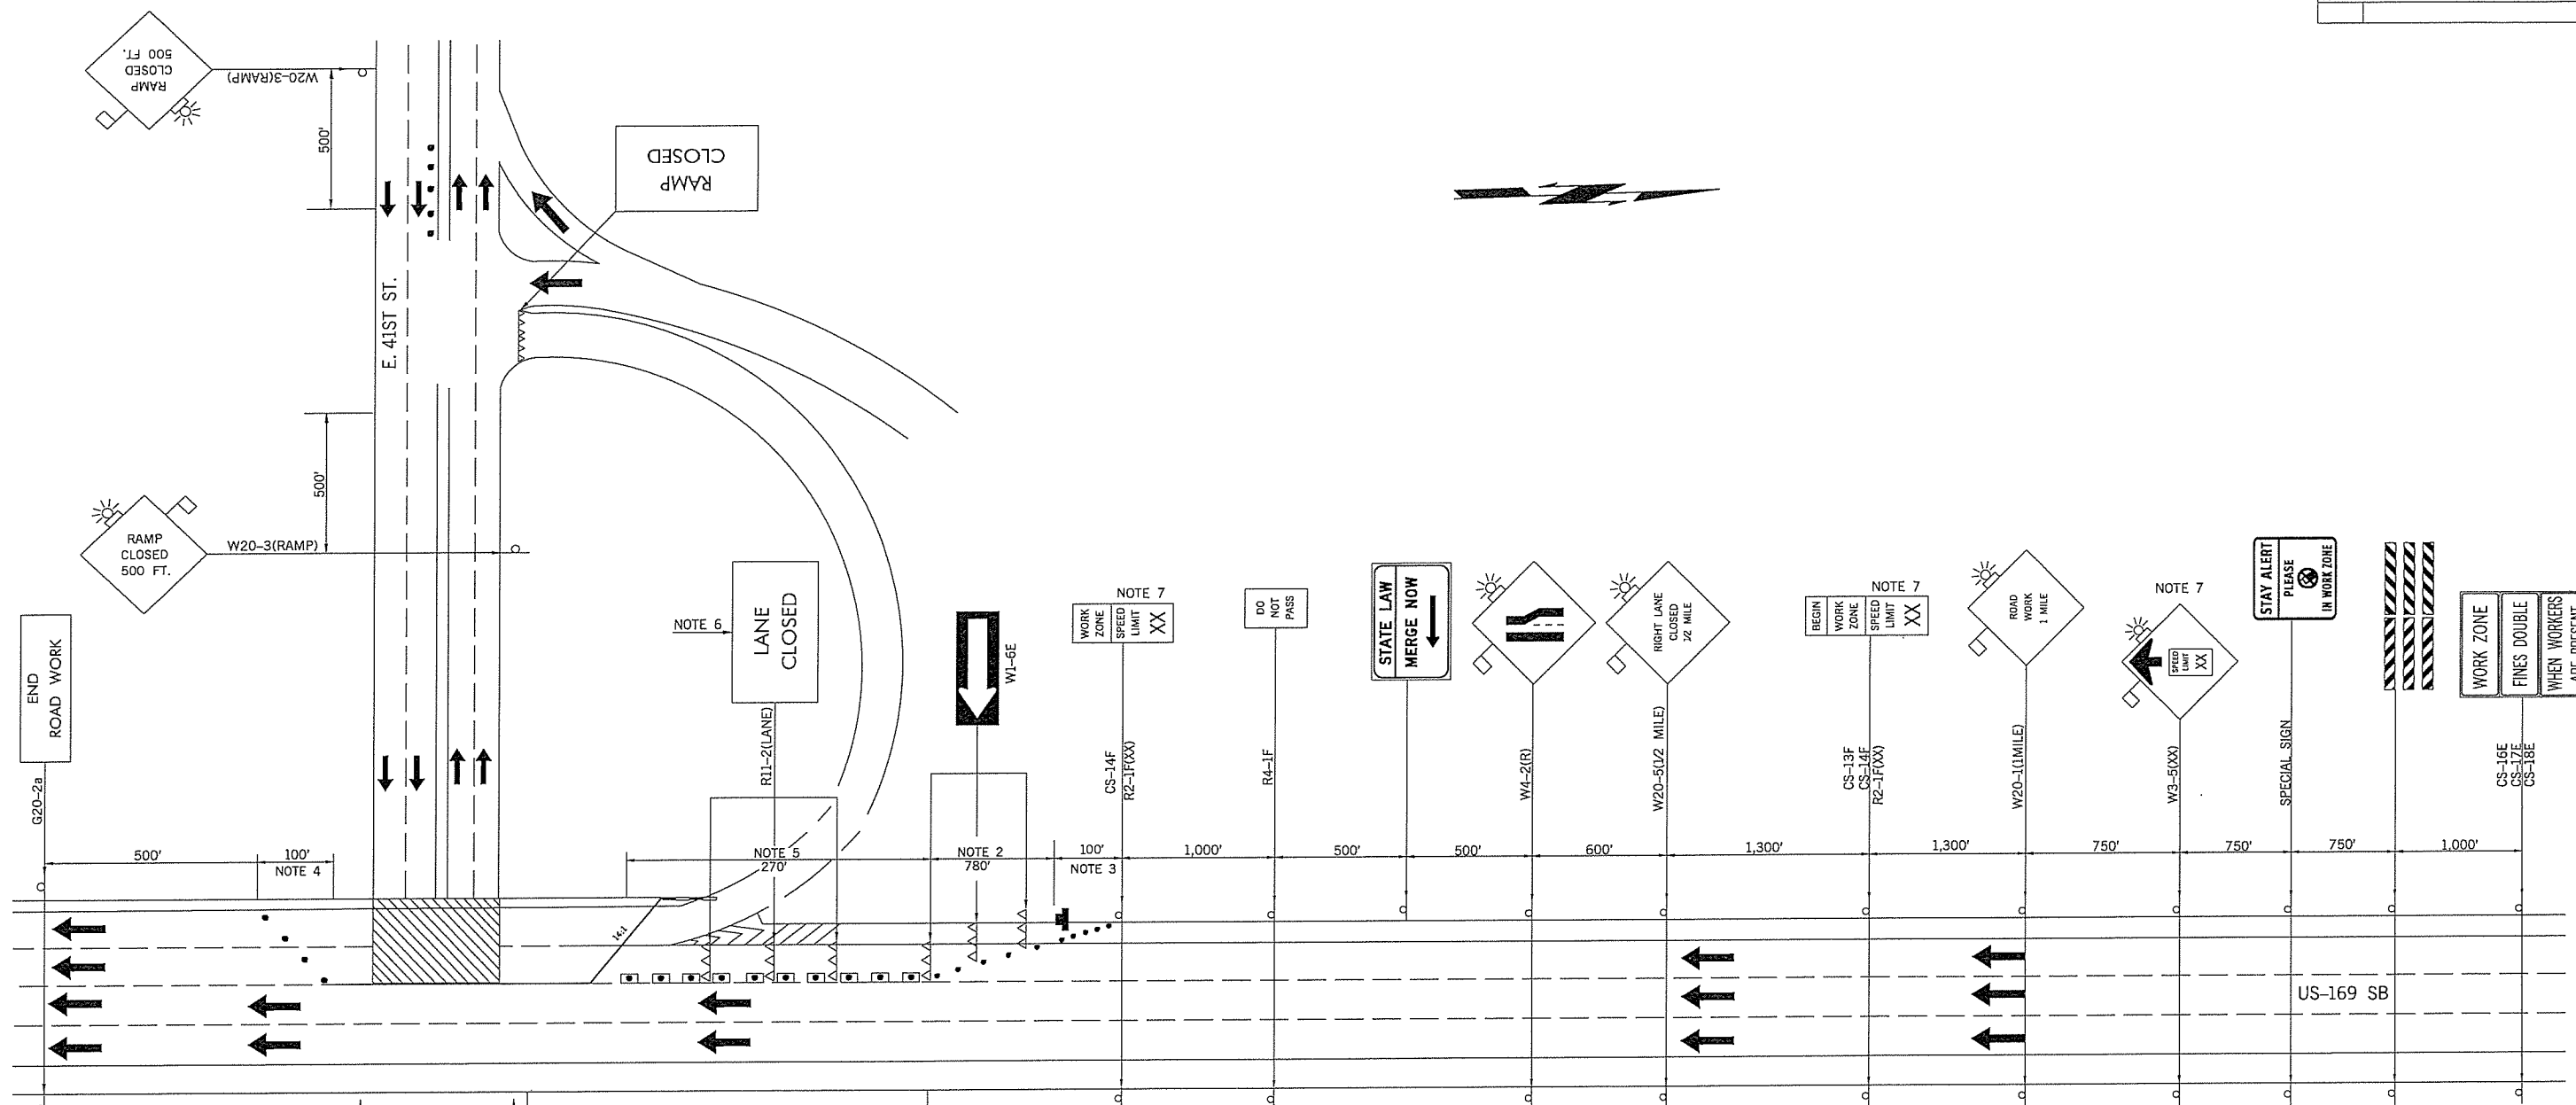 RAMP
CLOSED
500 FT.
W20-3(RAMP)
500'
RAMP
CLOSED
E. 41ST ST.
500'
RAMP
CLOSED
500 FT.
W20-3(RAMP)
END
ROAD WORK
G20-2a
NOTE 6
LANE
CLOSED
R11-2(LANE)
W1-6E
NOTE 7
WORK
ZONE
SPEED
LIMIT
XX
CS-14F
R2-1F(XX)
DO
NOT
PASS
R4-1F
STATE LAW
MERGE NOW
W4-2(R)
RIGHT LANE
CLOSED
1/2 MILE
W20-5(1/2 MILE)
NOTE 7
BEGIN
WORK
ZONE
SPEED
LIMIT
XX
CS-13F
CS-14F
R2-1F(XX)
ROAD
WORK
1 MILE
W20-1(1MILE)
NOTE 7
SPEED
LIMIT
XX
W3-5(XX)
STAY ALERT
PLEASE
IN WORK ZONE
SPECIAL SIGN
WORK ZONE
FINES DOUBLE
WHEN WORKERS
ARE PRESENT
CS-16E
CS-17E
CS-18E
500'
100'
NOTE 4
NOTE 5
270'
NOTE 2
780'
100'
NOTE 3
1,000'
500'
500'
600'
1,300'
1,300'
750'
750'
750'
1,000'
14:1
US-169 SB